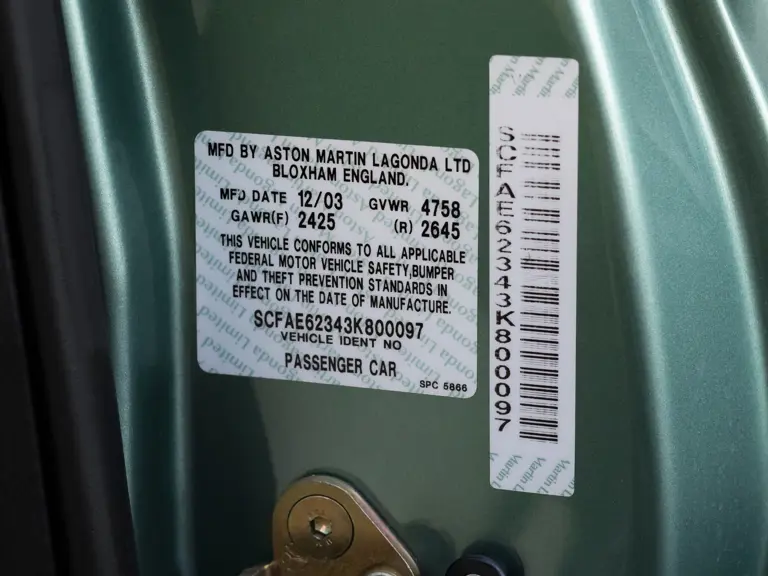 MFD BY ASTON MARTIN LAGONDA LTD
BLOXHAM ENGLAND.
MFD DATE 12/03 GVWR 4758
GAWR(F) 2425 (R) 2645
THIS VEHICLE CONFORMS TO ALL APPLICABLE
FEDERAL MOTOR VEHICLE SAFETY,BUMPER
AND THEFT PREVENTION STANDARDS IN
EFFECT ON THE DATE OF MANUFACTURE.
SCFAE62343K800097
VEHICLE IDENT NO
PASSENGER CAR
SPC 5866
SCFAE62343K800097